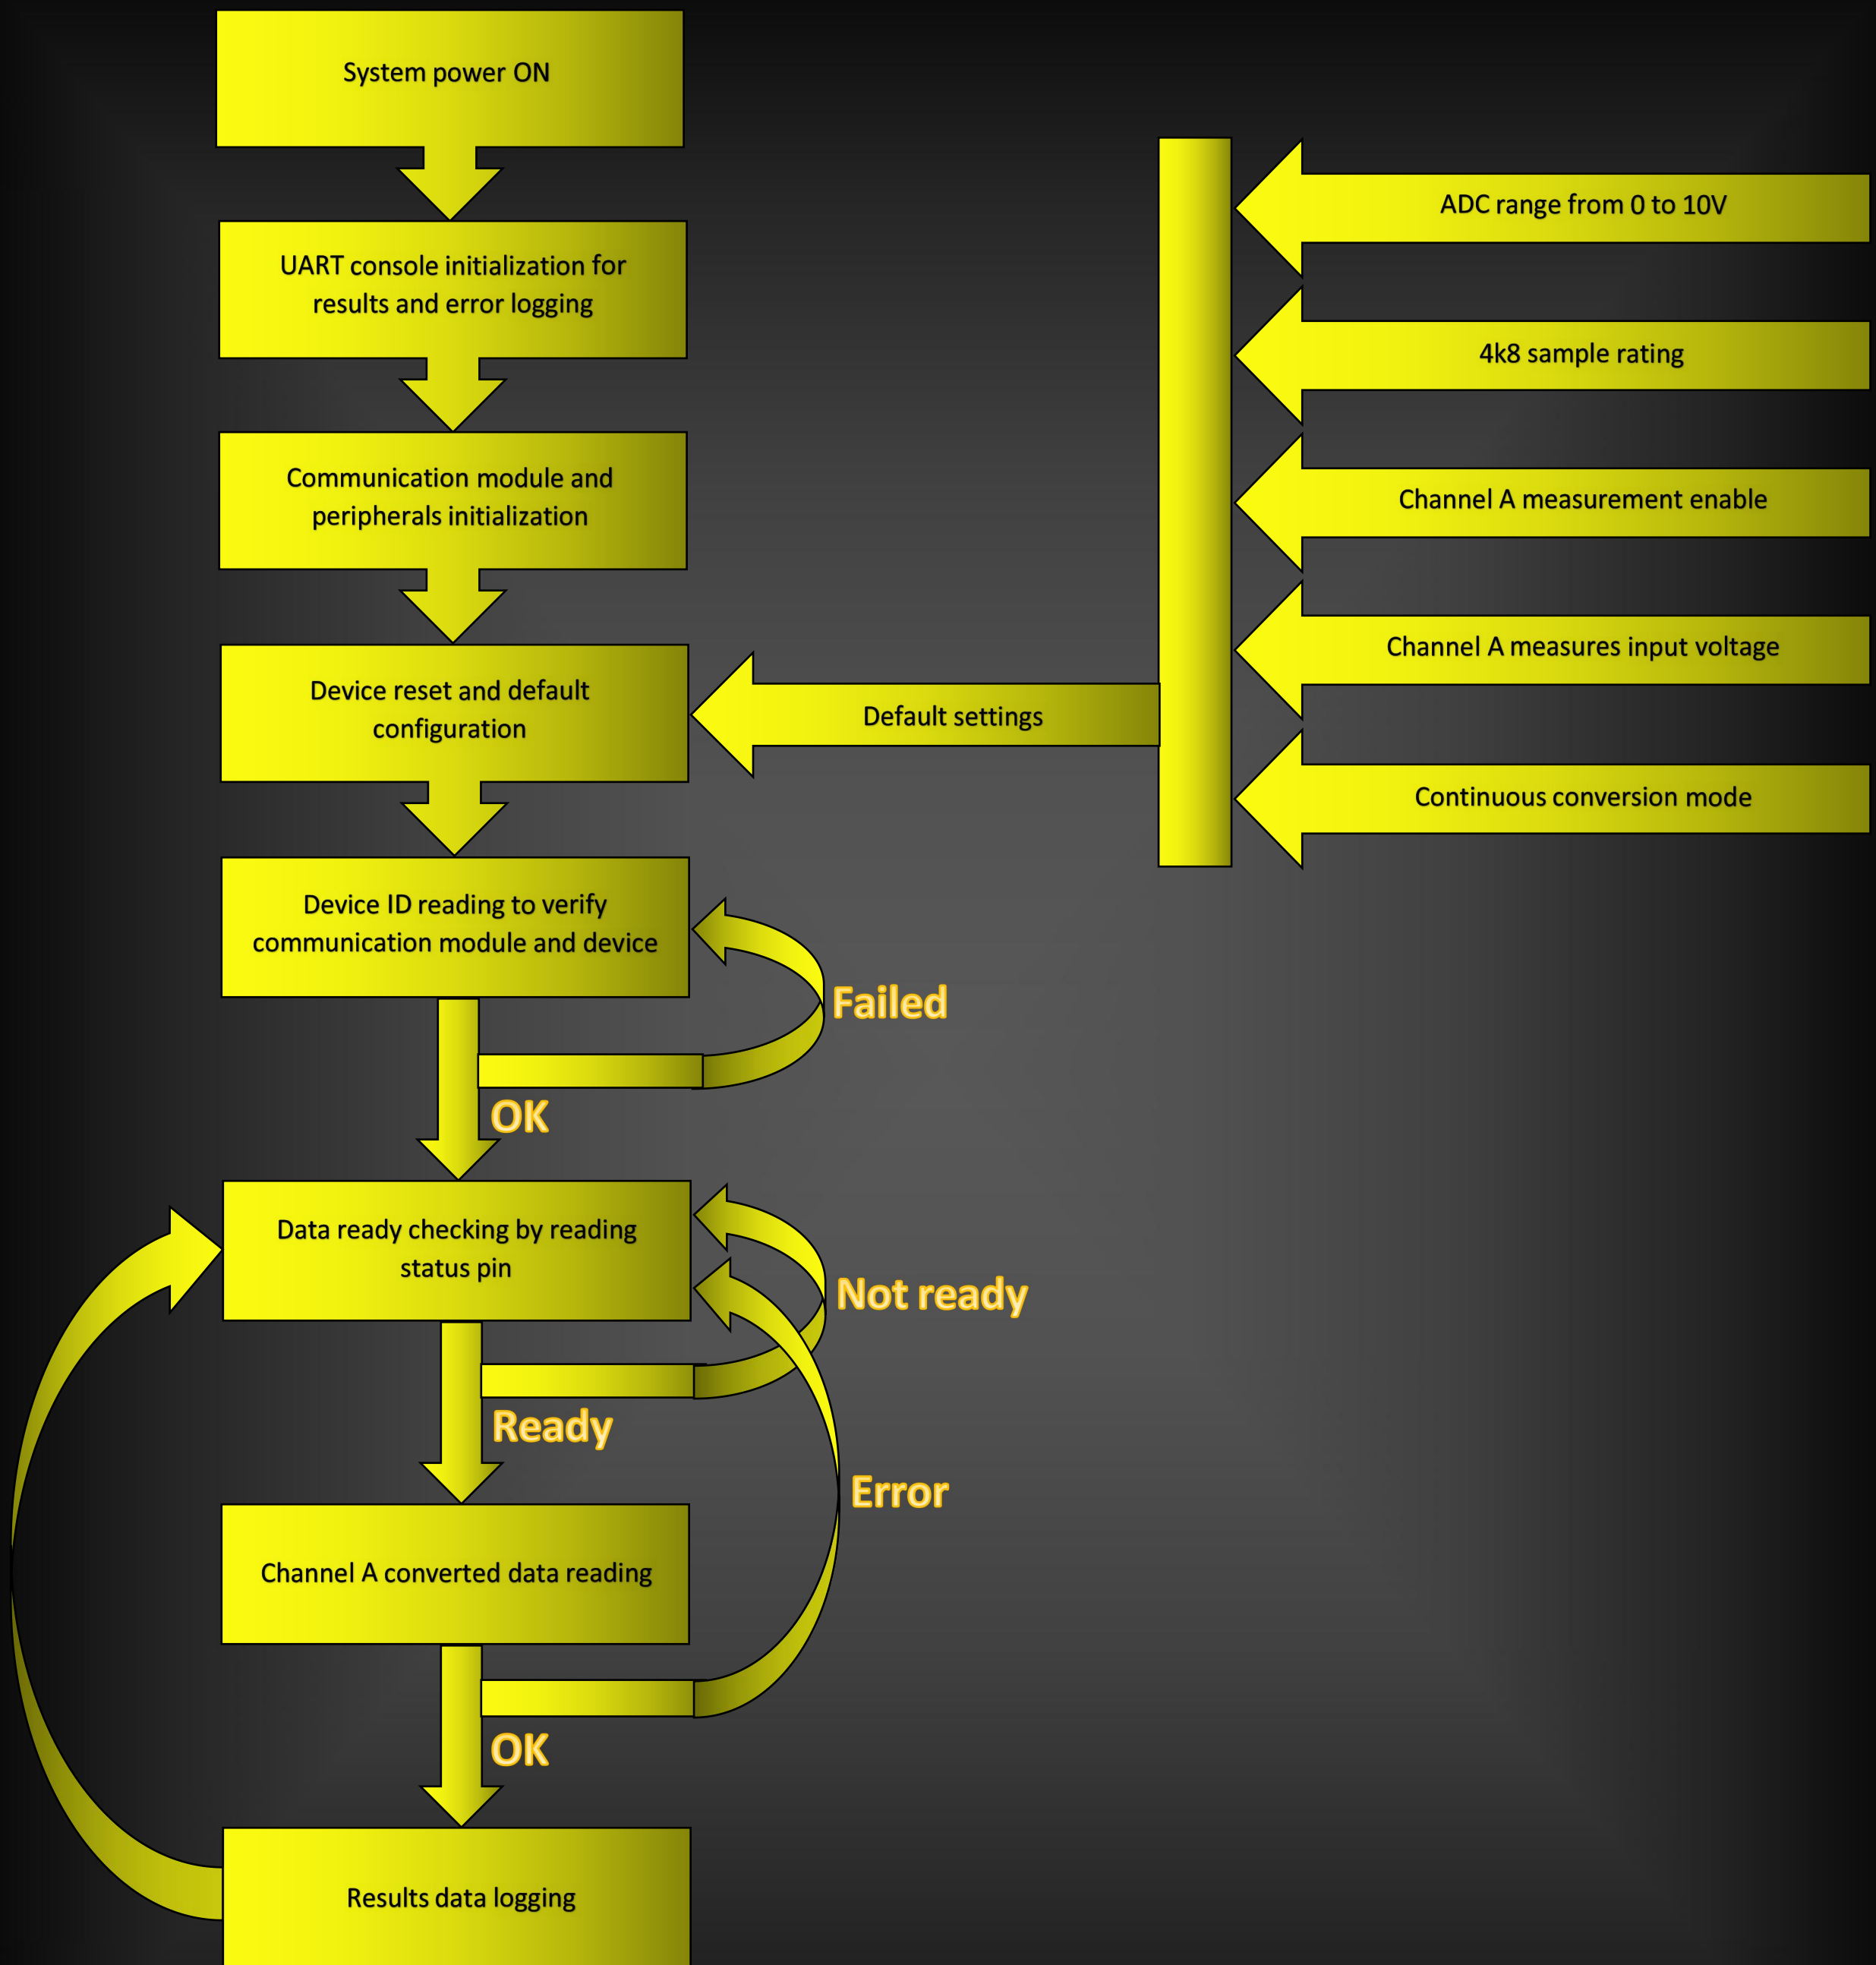 System power ON
UART console initialization for
results and error logging
Communication module and
peripherals initialization
Device reset and default
configuration
Default settings
ADC range from 0 to 10V
4k8 sample rating
Channel A measurement enable
Channel A measures input voltage
Continuous conversion mode
Device ID reading to verify
communication module and device
Failed
OK
Data ready checking by reading
status pin
Not ready
Ready
Error
Channel A converted data reading
OK
Results data logging